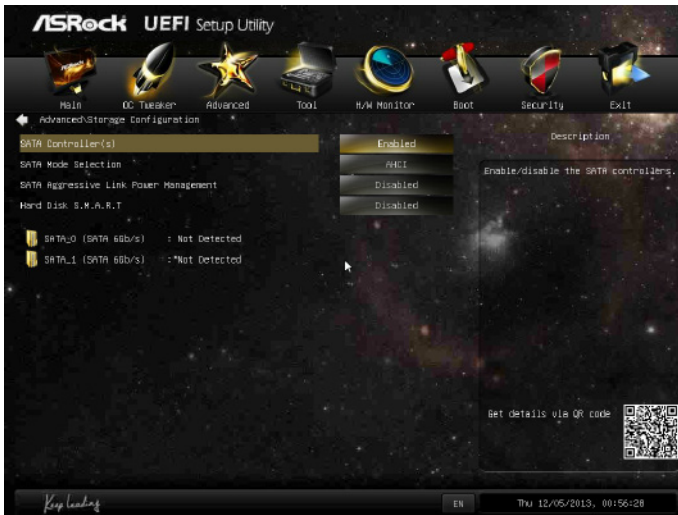 ASRock UEFI Setup Utility
Main OC Tweaker Advanced Tool H/W Monitor Boot Security Exit
Advanced\Storage Configuration
SATA Controller(s) Enabled
SATA Mode Selection AHCI
SATA Aggressive Link Power Management Disabled
Hard Disk S.M.A.R.T Disabled
SATA_0 (SATA 6Gb/s) : Not Detected
SATA_1 (SATA 6Gb/s) : Not Detected
Description
Enable/disable the SATA controllers.
Get details via QR code
Keep Leading
EN
Thu 12/05/2013, 00:56:28